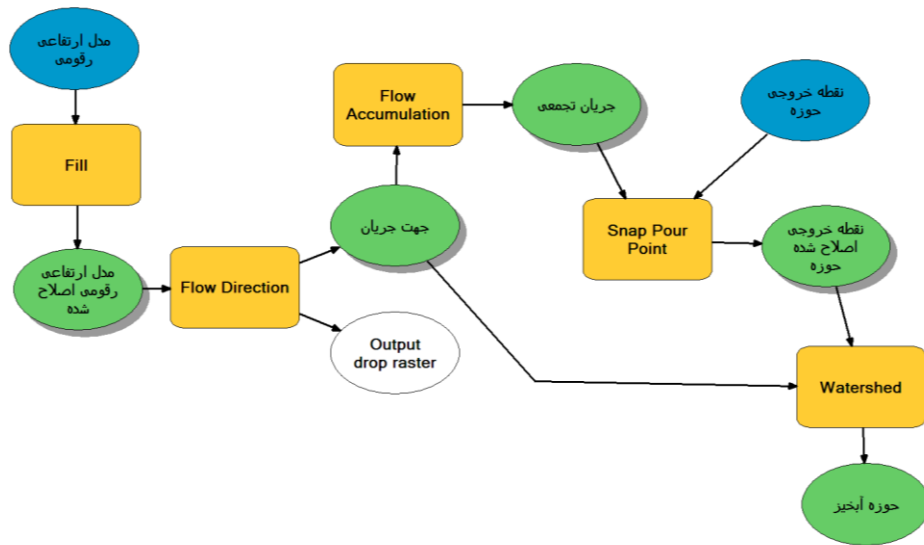 مدل ارتفاعی
رقومی
Fill
مدل ارتفاعی
رقومی اصلاح
شده
Flow Direction
جهت جریان
Output
drop raster
Flow
Accumulation
جریان تجمعی
نقطه خروجی
حوزه
Snap Pour
Point
نقطه خروجی
اصلاح شده
حوزه
Watershed
حوزه آبخیز